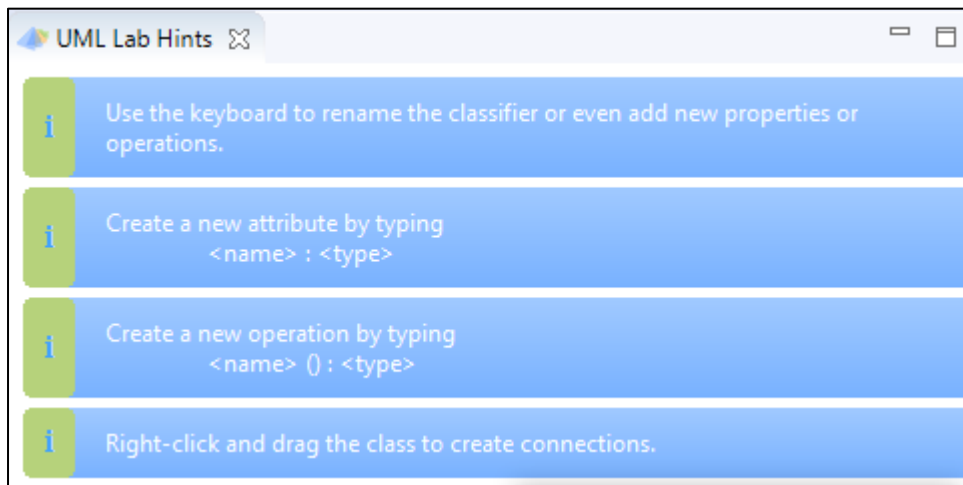 UML Lab Hints
i
Use the keyboard to rename the classifier or even add new properties or
operations.
i
Create a new attribute by typing
<name> : <type>
i
Create a new operation by typing
<name> () : <type>
i
Right-click and drag the class to create connections.